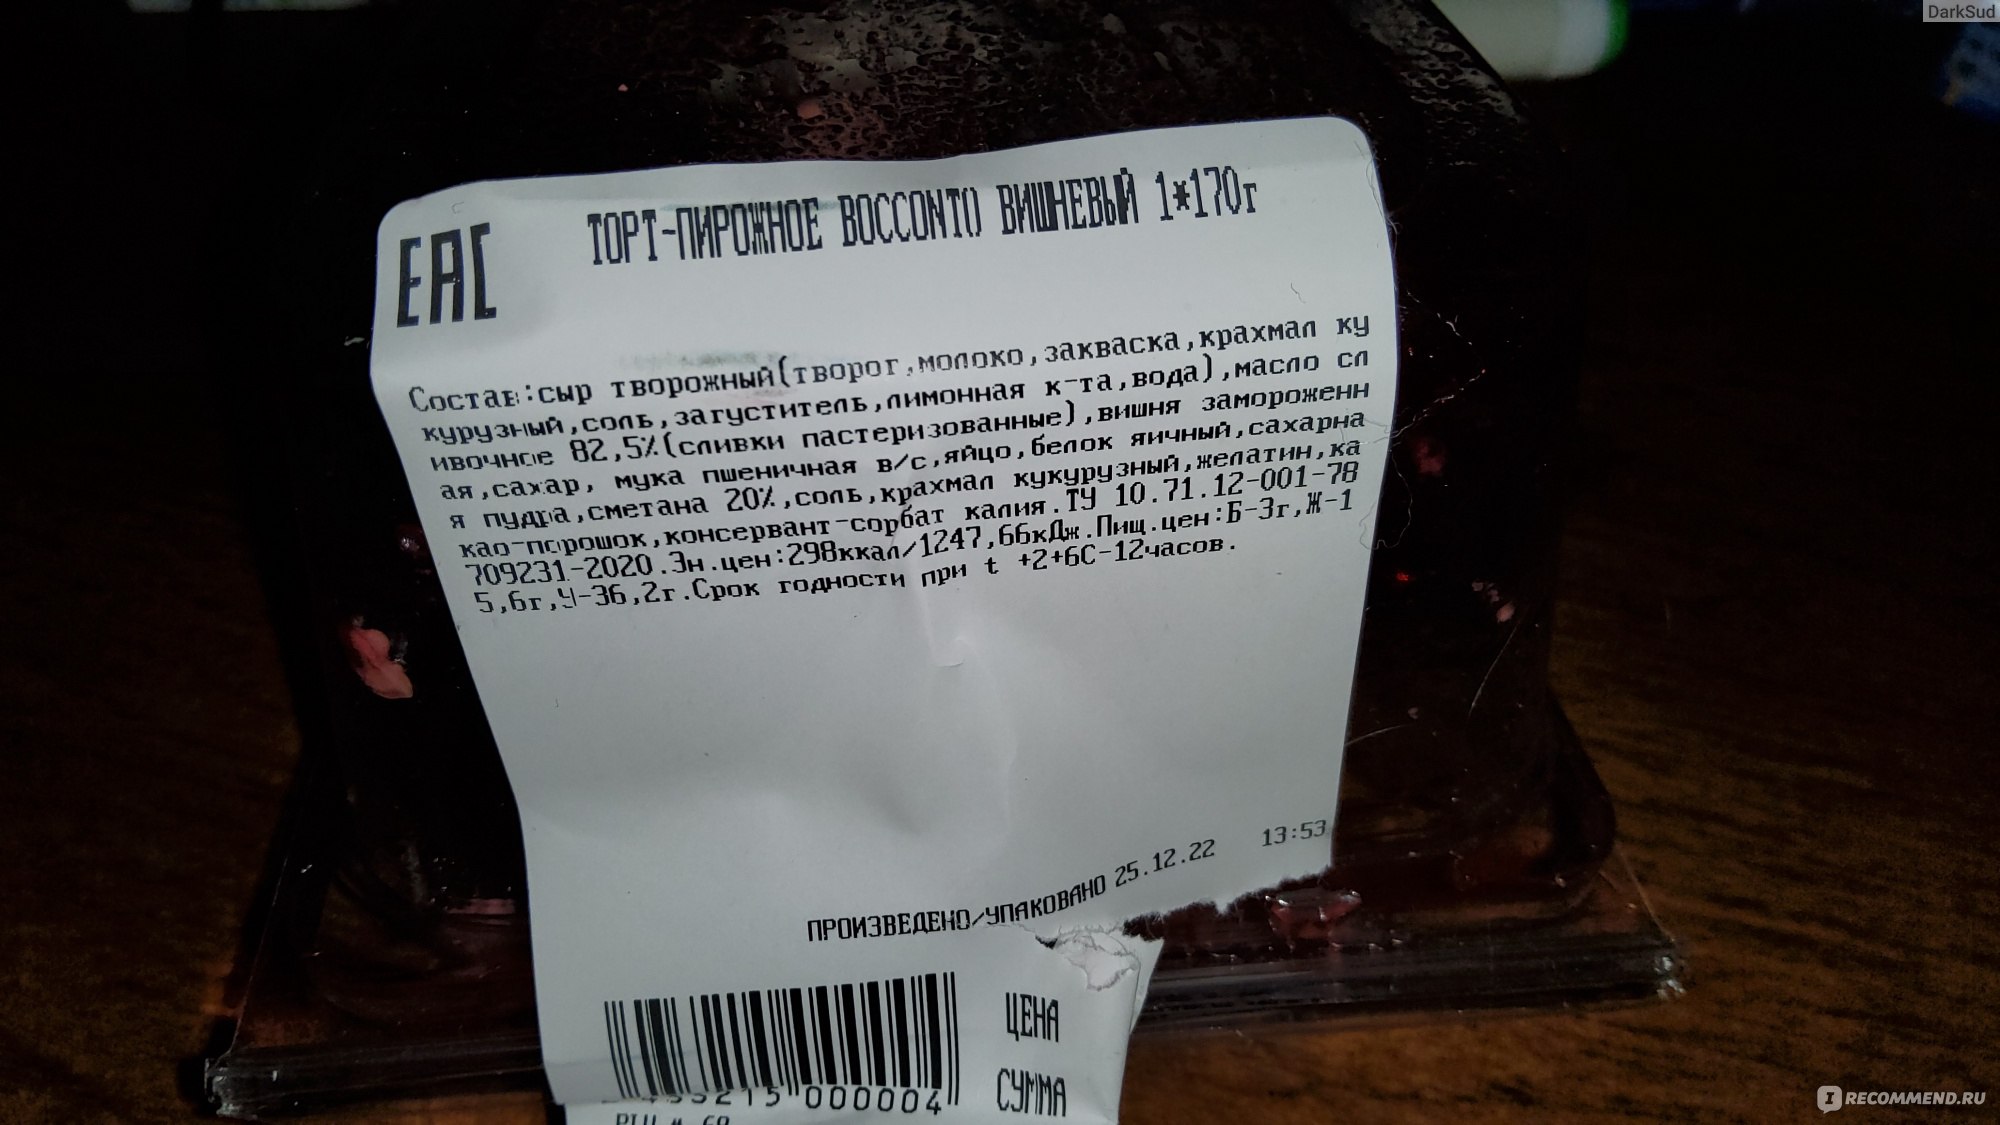 DarkSud
EAC
ТОРТ-ПИРОЖНОЕ BOCCONTO ВИШНЕВЫЙ 1*170г
Состав:сыр творожный(творог,молоко,закваска,крахмал ку
курузный,соль,загуститель,лимонная к-та,вода),масло сл
ивочное 82,5%(сливки пастеризованные),вишня замороженн
ая,сахар, мука пшеничная в/с,яйцо,белок яичный,сахарна
я пудра,сметана 20%,соль,крахмал кукурузный,желатин,ка
као-порошок,консервант-сорбат калия.ТУ 10.71.12-001-78
709231-2020.Эн.цен:298ккал/1247,66кДж.Пищ.цен:Б-3г,Ж-1
5,6г,У-36,2г.Срок годности при t +2+6С-12часов.
ПРОИЗВЕДЕНО/УПАКОВАНО 25.12.22 13:53
ЦЕНА
СУММА
000004
IRECOMMEND.RU